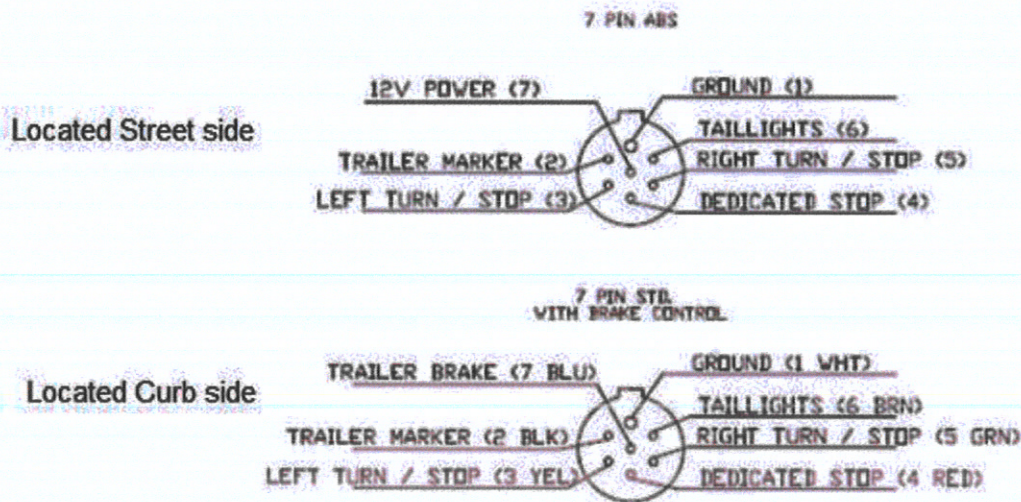 7 PIN ABS
12V POWER (7)
GROUND (1)
Located Street side
TAILLIGHTS (6)
TRAILER MARKER (2)
RIGHT TURN / STOP (5)
LEFT TURN / STOP (3)
DEDICATED STOP (4)
7 PIN STD.
WITH BRAKE CONTROL
TRAILER BRAKE (7 BLU)
GROUND (1 WHT)
Located Curb side
TAILLIGHTS (6 BRN)
TRAILER MARKER (2 BLK)
RIGHT TURN / STOP (5 GRN)
LEFT TURN / STOP (3 YEL)
DEDICATED STOP (4 RED)